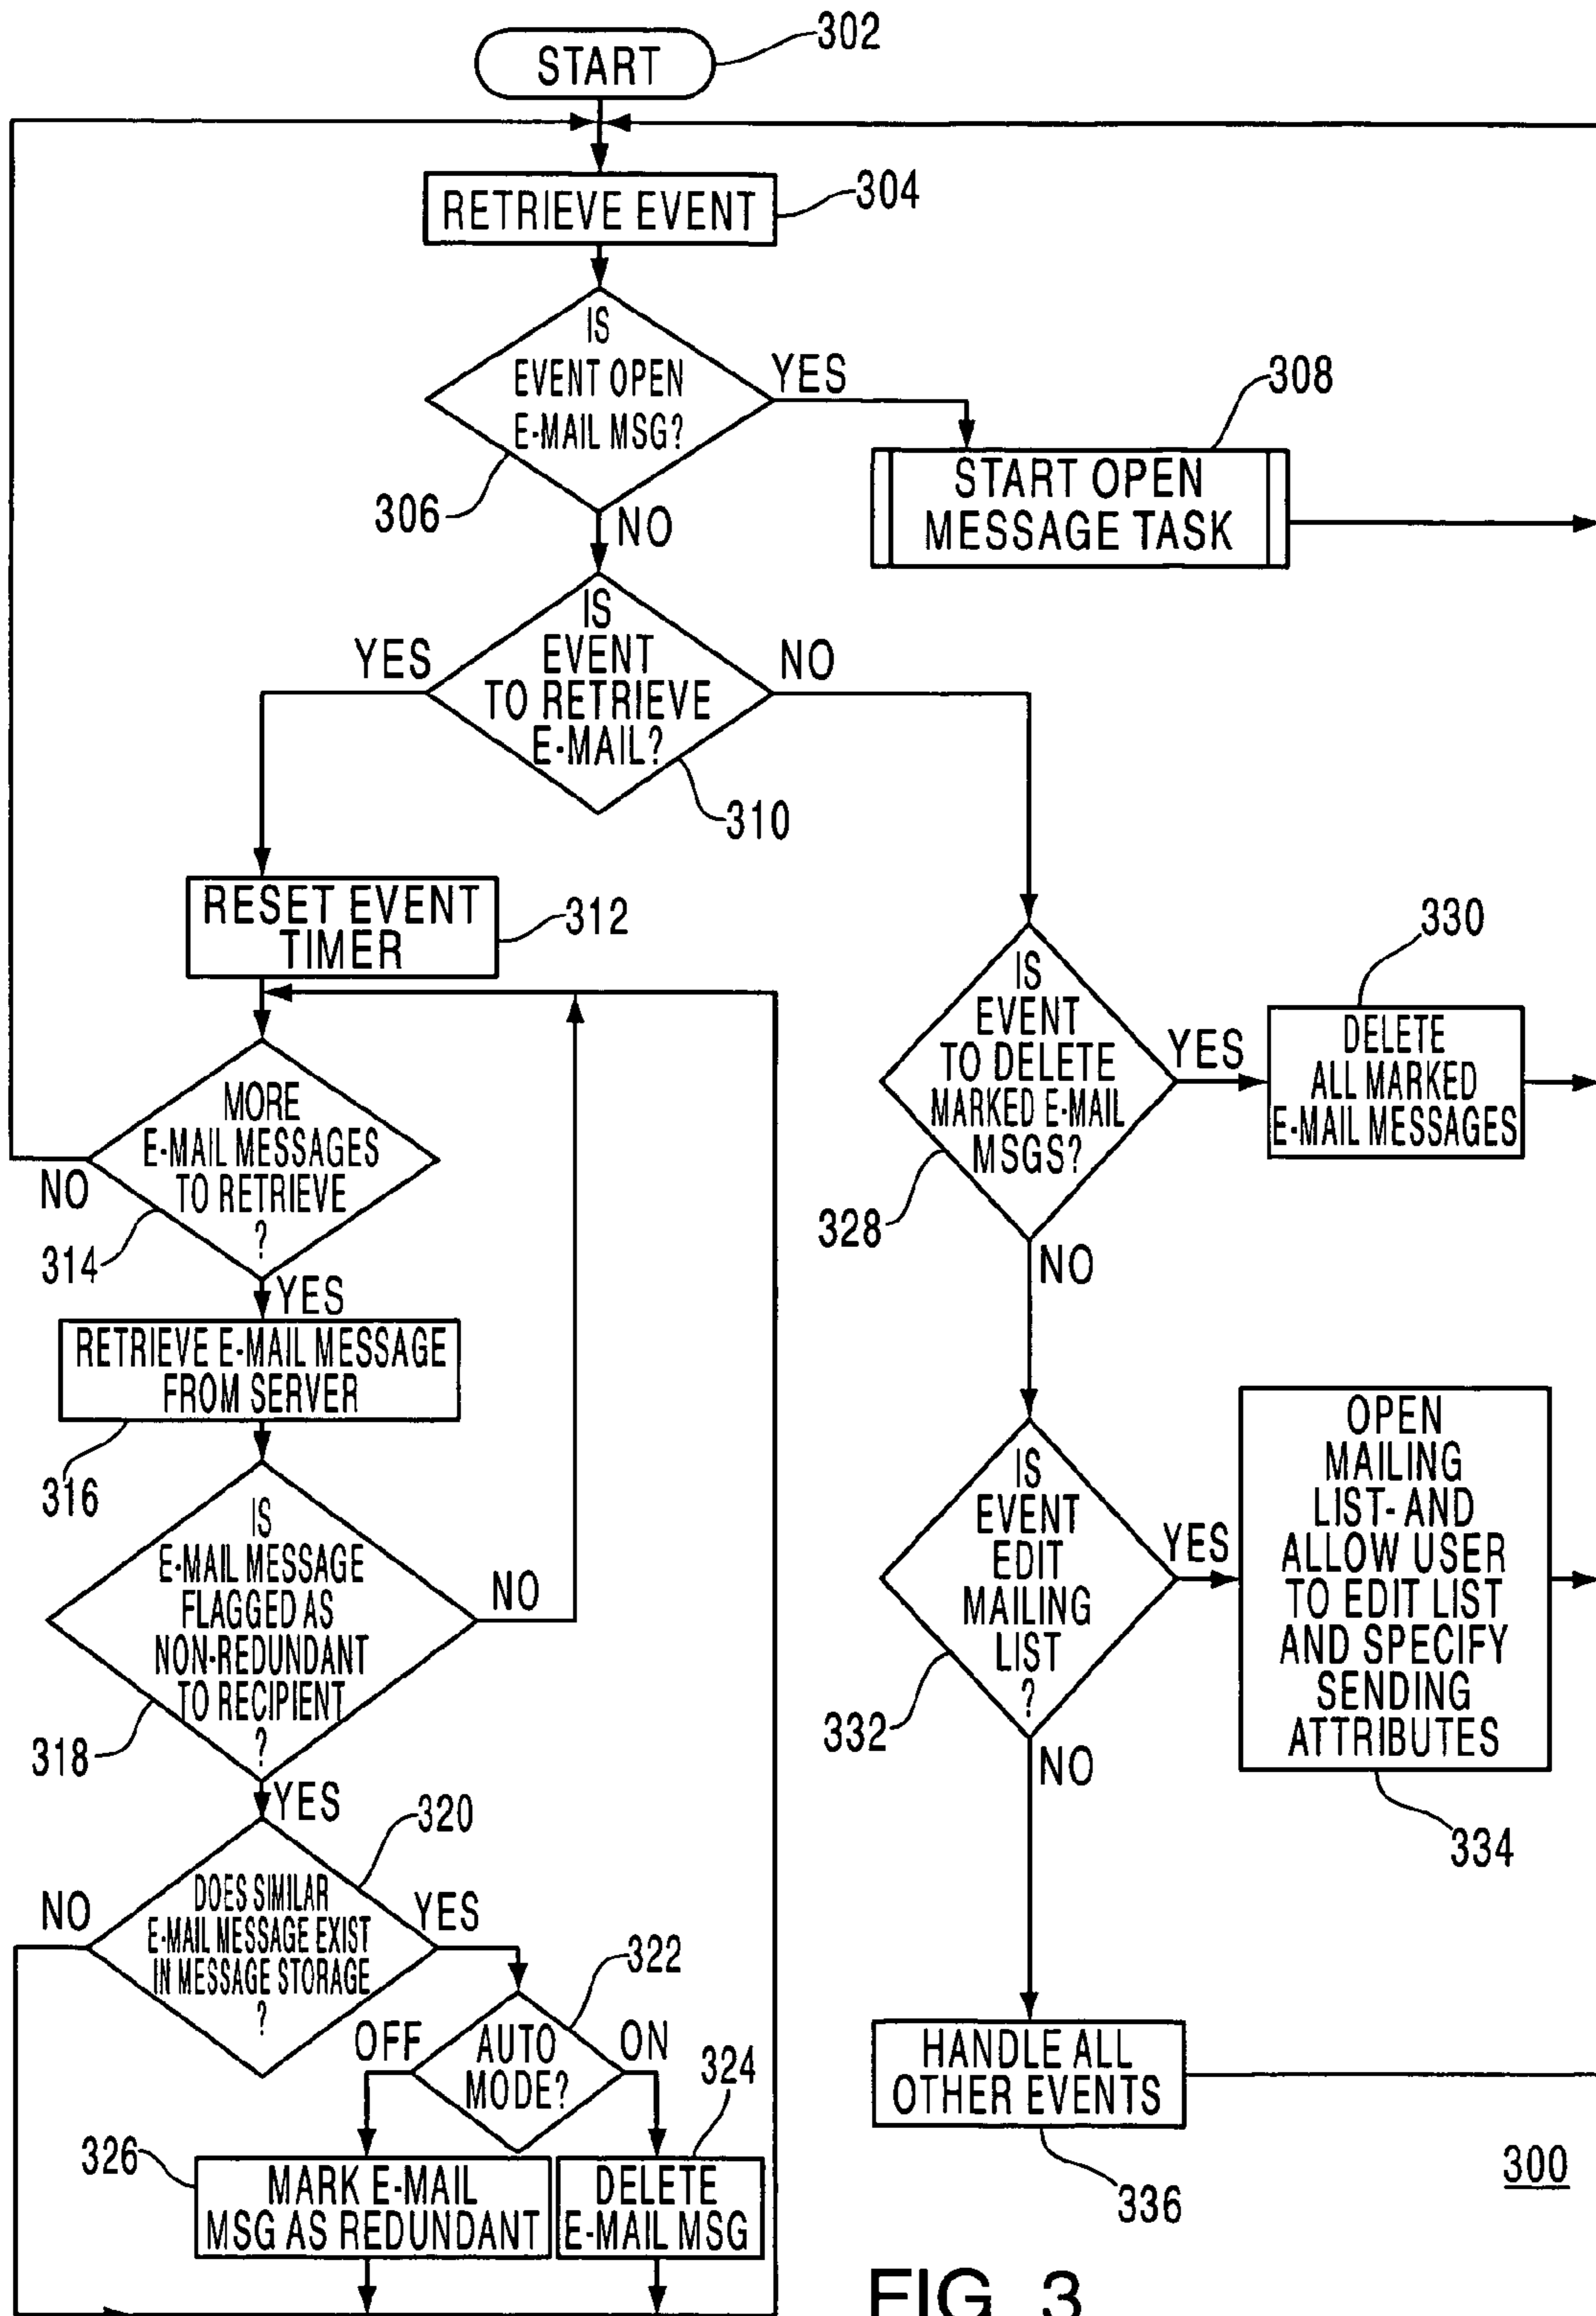 START
302
RETRIEVE EVENT
304
IS
EVENT OPEN
E-MAIL MSG?
306
YES
NO
308
START OPEN
MESSAGE TASK
IS
EVENT
TO RETRIEVE
E-MAIL?
310
YES
NO
RESET EVENT
TIMER
312
MORE
E-MAIL MESSAGES
TO RETRIEVE
?
314
NO
YES
RETRIEVE E-MAIL MESSAGE
FROM SERVER
316
IS
E-MAIL MESSAGE
FLAGGED AS
NON-REDUNDANT
TO RECIPIENT
?
318
NO
YES
320
DOES SIMILAR
E-MAIL MESSAGE EXIST
IN MESSAGE STORAGE
?
NO
YES
322
AUTO
MODE?
OFF
ON
324
326
MARK E-MAIL
MSG AS REDUNDANT
DELETE
E-MAIL MSG
IS
EVENT
TO DELETE
MARKED E-MAIL
MSGS?
328
YES
NO
330
DELETE
ALL MARKED
E-MAIL MESSAGES
IS
EVENT
EDIT
MAILING
LIST
?
332
YES
NO
OPEN
MAILING
LIST- AND
ALLOW USER
TO EDIT LIST
AND SPECIFY
SENDING
ATTRIBUTES
334
HANDLE ALL
OTHER EVENTS
336
300
FIG. 3